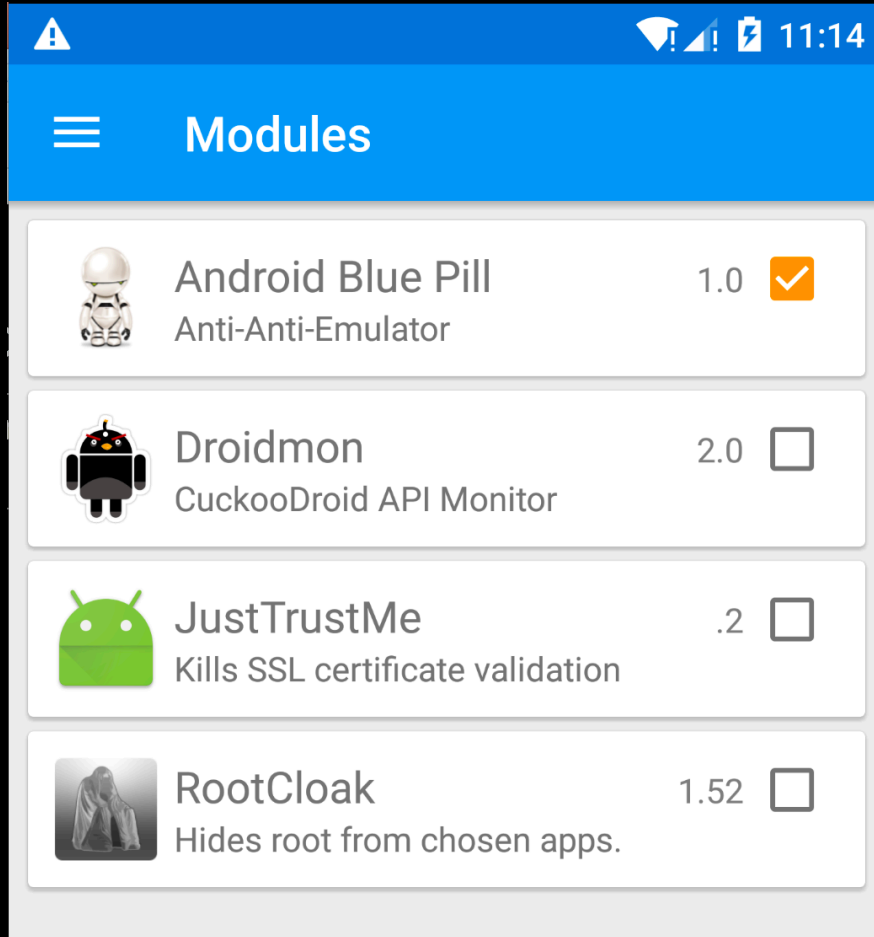 11:14
Modules
Android Blue Pill 1.0
Anti-Anti-Emulator
Droidmon 2.0
CuckooDroid API Monitor
JustTrustMe .2
Kills SSL certificate validation
RootCloak 1.52
Hides root from chosen apps.